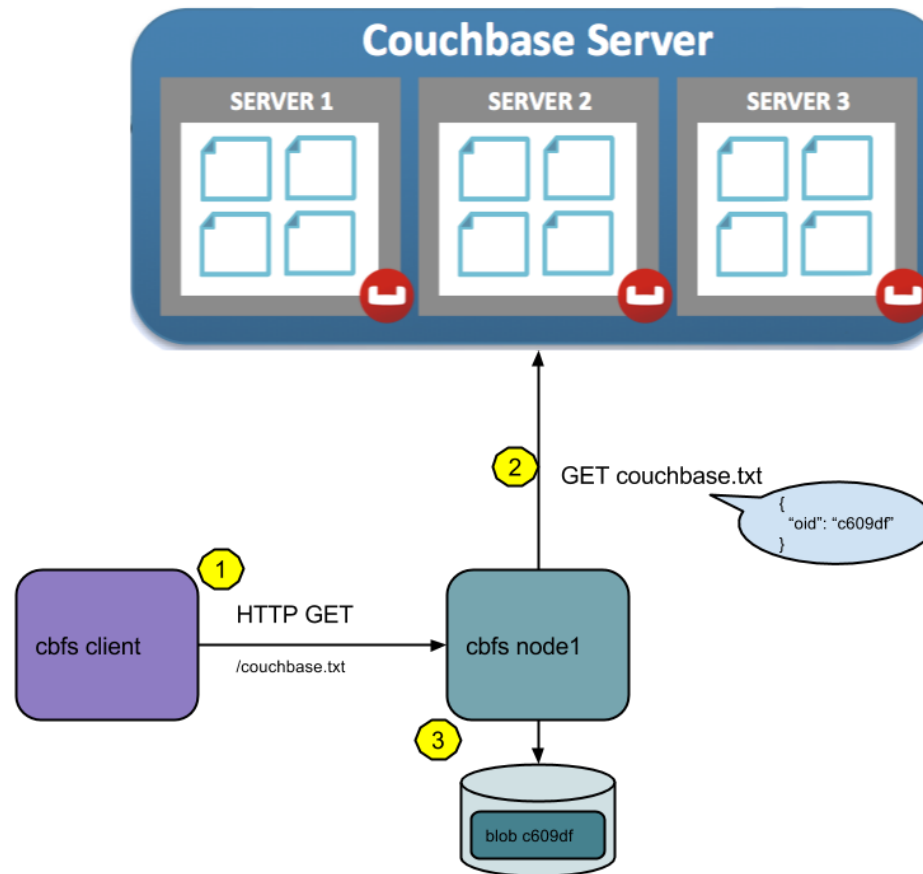 Couchbase Server
SERVER 1
SERVER 2
SERVER 3
2
GET couchbase.txt
{
“oid”: “c609df”
}
1
HTTP GET
cbfs client
cbfs node1
/couchbase.txt
3
blob c609df